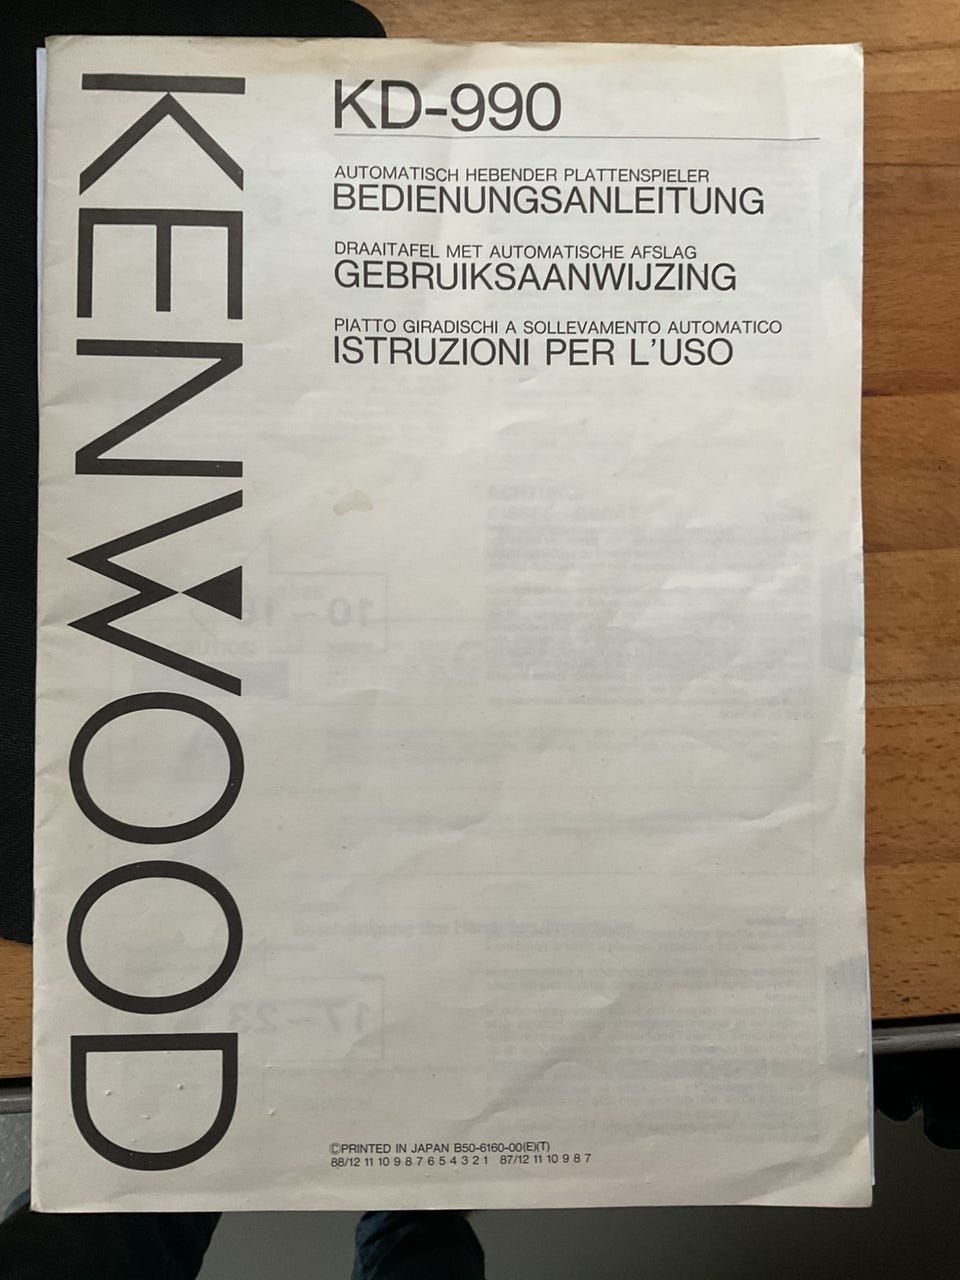 KENWOOD
KD-990
AUTOMATISCH HEBENDER PLATTENSPIELER
BEDIENUNGSANLEITUNG
DRAAITAFEL MET AUTOMATISCHE AFSLAG
GEBRUIKSAANWIJZING
PIATTO GIRADISCHI A SOLLEVAMENTO AUTOMATICO
ISTRUZIONI PER L'USO
©PRINTED IN JAPAN B50-6160-00(E)(T)
88/12 11 10 9 8 7 6 5 4 3 2 1 87/12 11 10 9 8 7